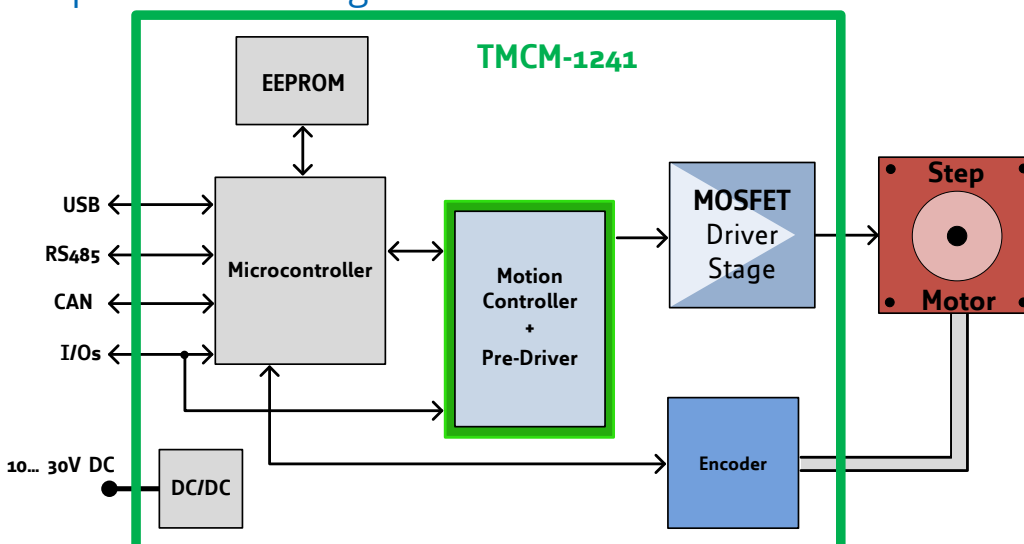 TMCM-1241
EEPROM
USB
RS485
CAN
I/Os
Microcontroller
Motion
Controller
+
Pre-Driver
MOSFET
Driver
Stage
Step
Motor
Encoder
10... 30V DC
DC/DC